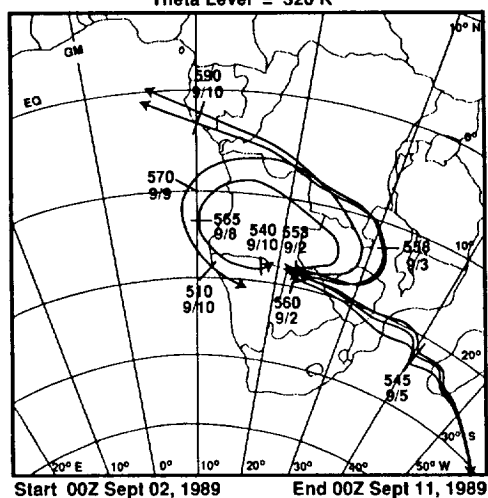 Theta Level = 320 K
10° N
GM
EQ
0°
590
9/10
570
9/9
565
9/8
540
9/10
553
9/2
9/3
10°
510
9/10
560
9/2
20°
545
9/5
30° S
20° E
10°
0°
10°
20°
30°
40°
50° W
Start 00Z Sept 02, 1989
End 00Z Sept 11, 1989